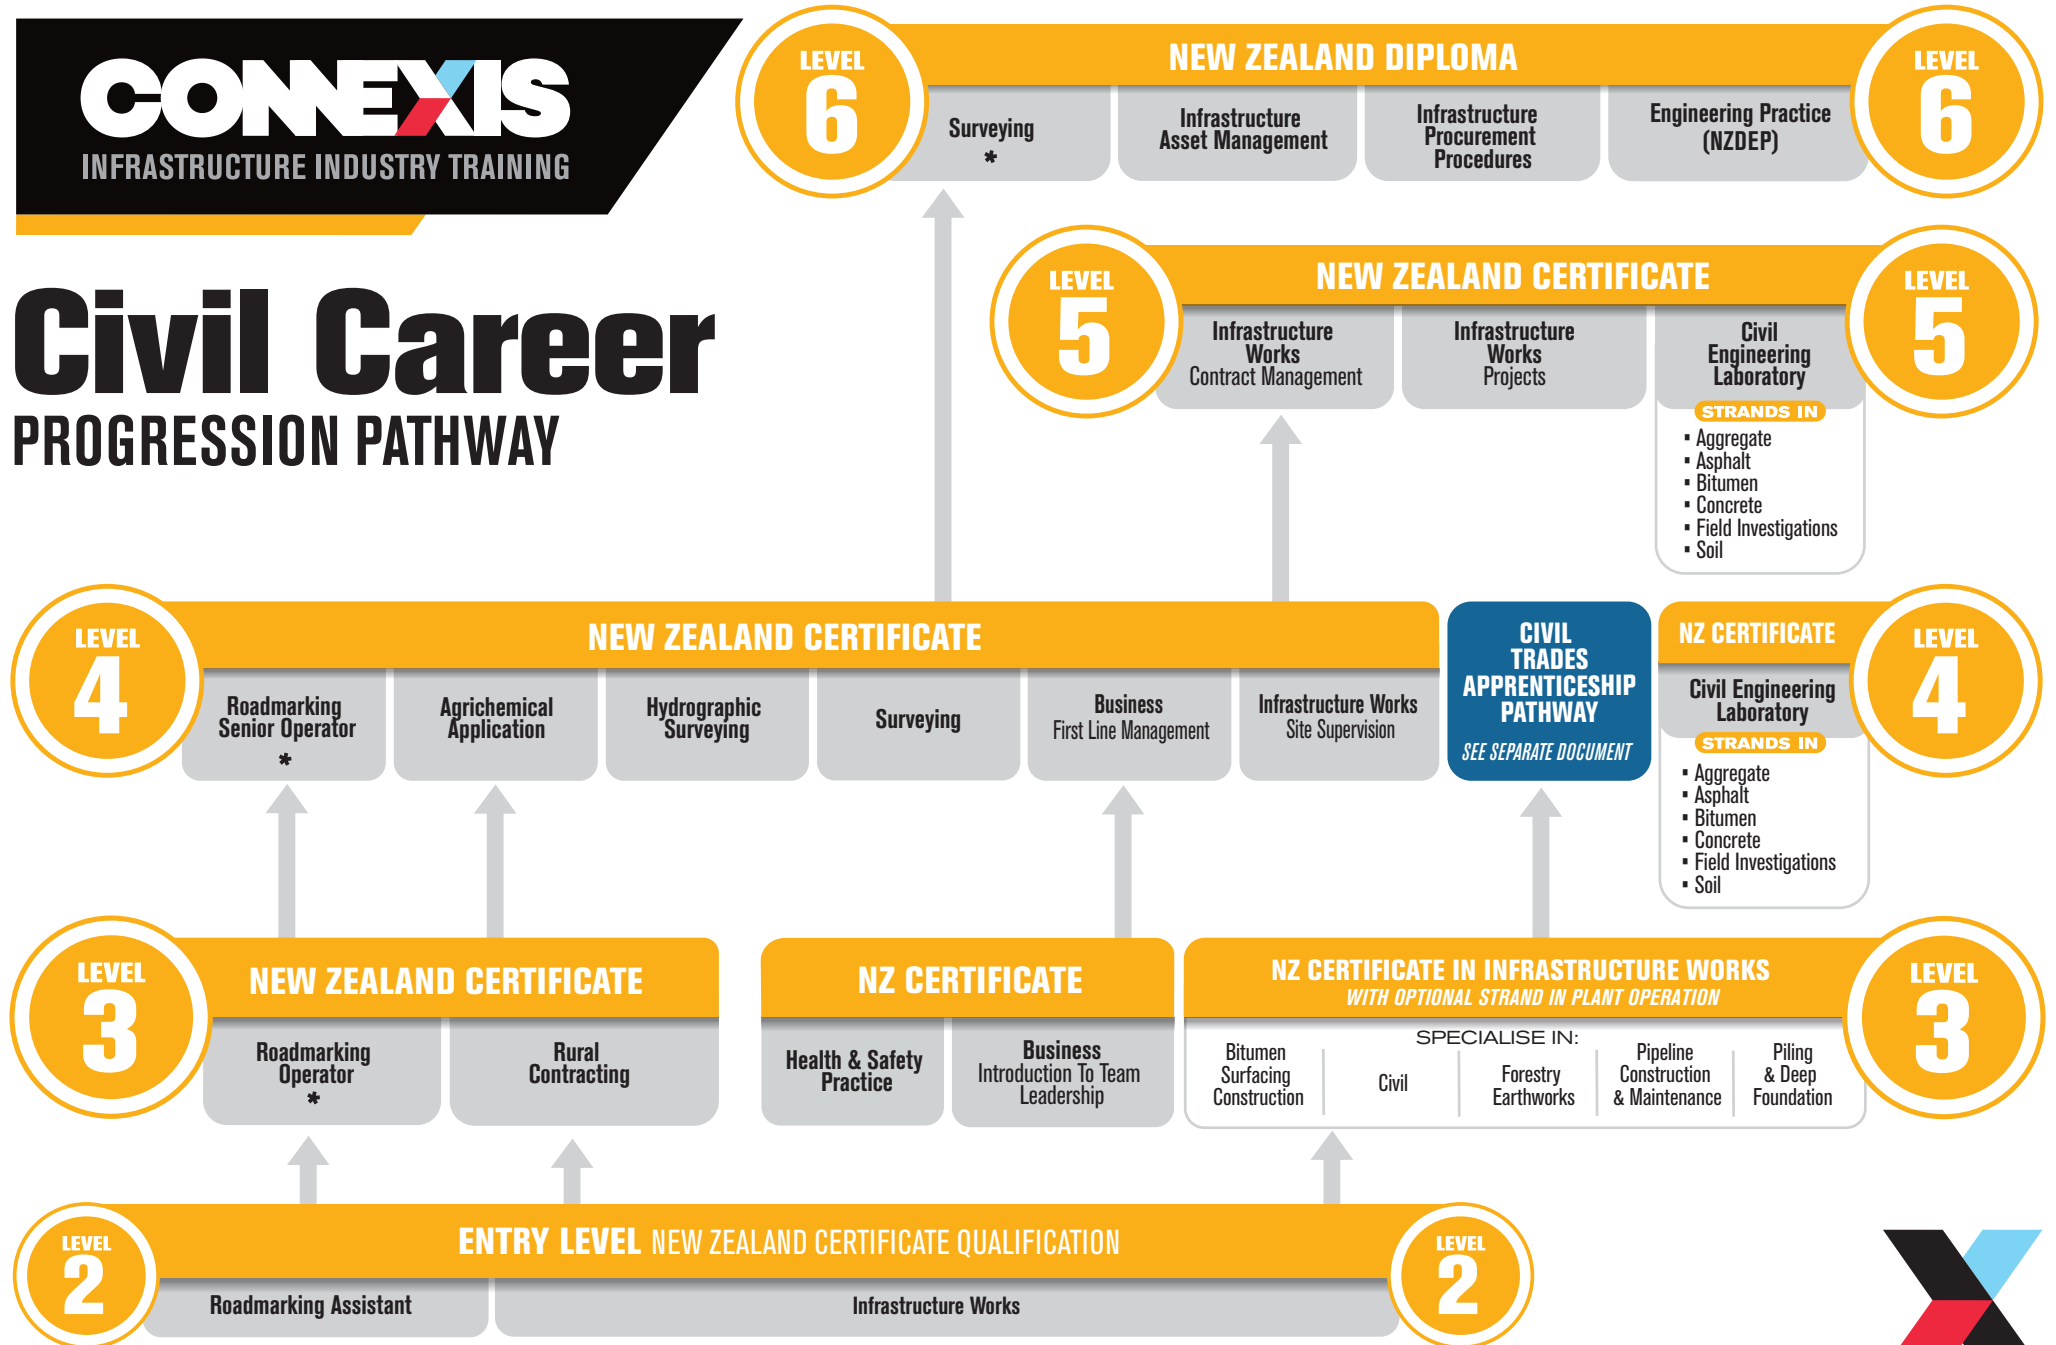 CONNEXIS
INFRASTRUCTURE INDUSTRY TRAINING
Civil Career
PROGRESSION PATHWAY
LEVEL
6
NEW ZEALAND DIPLOMA
LEVEL
6
Surveying
*
Infrastructure
Asset Management
Infrastructure
Procurement
Procedures
Engineering Practice
(NZDEP)
LEVEL
5
NEW ZEALAND CERTIFICATE
LEVEL
5
Infrastructure
Works
Contract Management
Infrastructure
Works
Projects
Civil
Engineering
Laboratory
STRANDS IN
▪ Aggregate
▪ Asphalt
▪ Bitumen
▪ Concrete
▪ Field Investigations
▪ Soil
LEVEL
4
NEW ZEALAND CERTIFICATE
Roadmarking
Senior Operator
*
Agrichemical
Application
Hydrographic
Surveying
Surveying
Business
First Line Management
Infrastructure Works
Site Supervision
CIVIL
TRADES
APPRENTICESHIP
PATHWAY
SEE SEPARATE DOCUMENT
NZ CERTIFICATE
LEVEL
4
Civil Engineering
Laboratory
STRANDS IN
▪ Aggregate
▪ Asphalt
▪ Bitumen
▪ Concrete
▪ Field Investigations
▪ Soil
LEVEL
3
NEW ZEALAND CERTIFICATE
Roadmarking
Operator
*
Rural
Contracting
NZ CERTIFICATE
Health & Safety
Practice
Business
Introduction To Team
Leadership
NZ CERTIFICATE IN INFRASTRUCTURE WORKS
WITH OPTIONAL STRAND IN PLANT OPERATION
LEVEL
3
SPECIALISE IN:
Bitumen
Surfacing
Construction
Civil
Forestry
Earthworks
Pipeline
Construction
& Maintenance
Piling
& Deep
Foundation
LEVEL
2
ENTRY LEVEL NEW ZEALAND CERTIFICATE QUALIFICATION
LEVEL
2
Roadmarking Assistant
Infrastructure Works